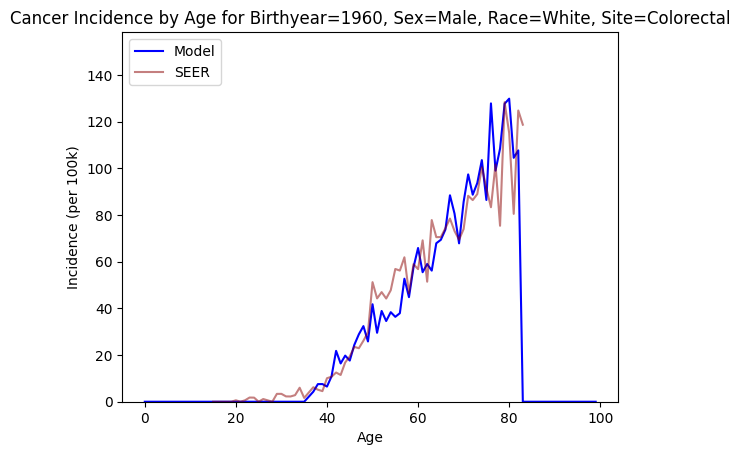 Cancer Incidence by Age for Birthyear=1960, Sex=Male, Race=White, Site=Colorectal
Model
SEER
140
120
100
80
60
40
20
0
Incidence (per 100k)
0
20
40
60
80
100
Age